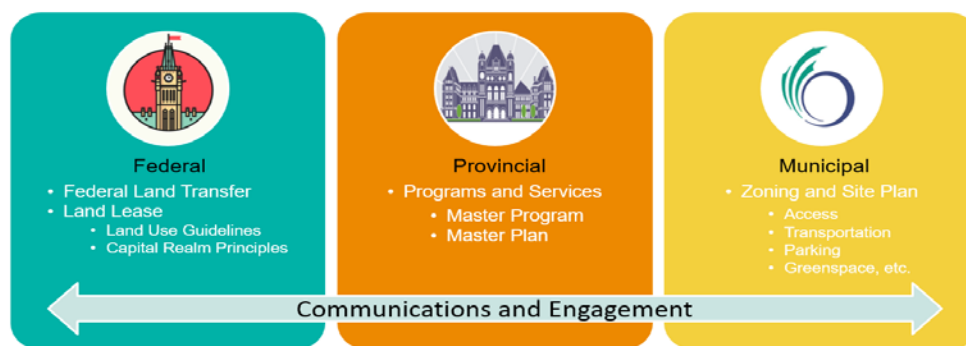 Federal
• Federal Land Transfer
• Land Lease
• Land Use Guidelines
• Capital Realm Principles
Provincial
• Programs and Services
• Master Program
• Master Plan
Municipal
• Zoning and Site Plan
• Access
• Transportation
• Parking
• Greenspace, etc.
Communications and Engagement